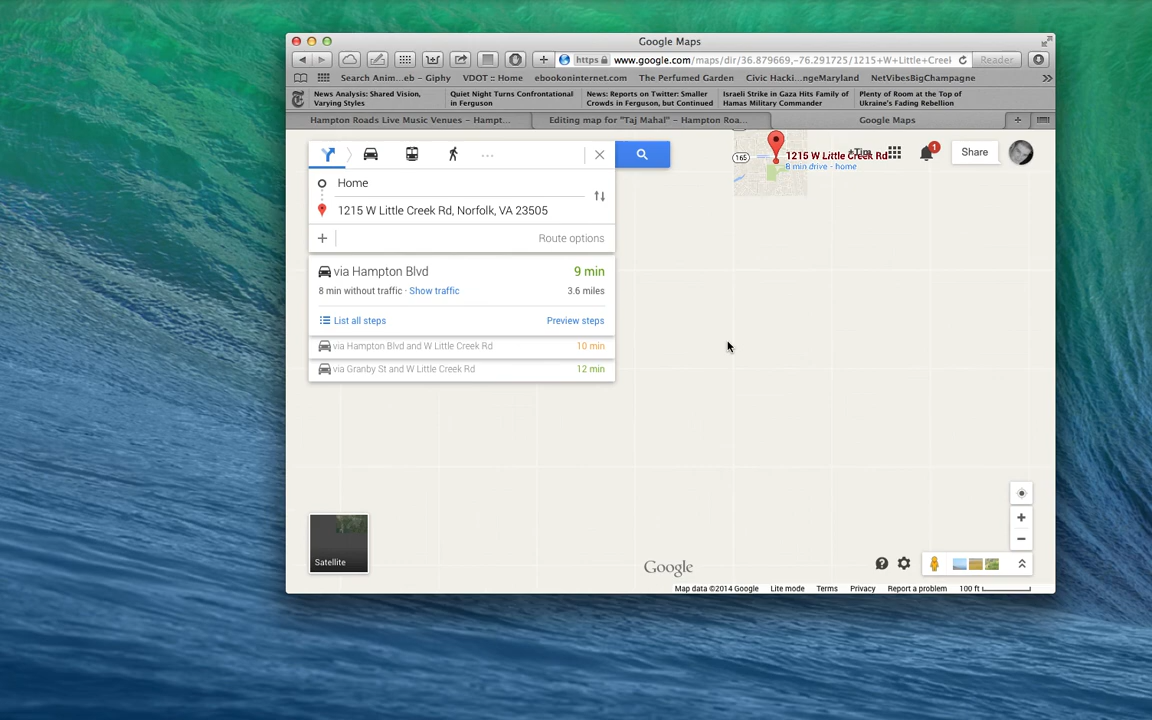 Google Maps
https www.google.com/maps/dir/36.879669,-76.291725/1215+W+Little+Creek
Reader
Search Anim...eb – Giphy VDOT :: Home ebookoninternet.com The Perfumed Garden Civic Hacki...ngeMaryland NetVibesBigChampagne
News Analysis: Shared Vision, Varying Styles
Quiet Night Turns Confrontational in Ferguson
News: Reports on Twitter: Smaller Crowds in Ferguson, but Continued
Israeli Strike in Gaza Hits Family of Hamas Military Commander
Plenty of Room at the Top of Ukraine's Fading Rebellion
Hampton Roads Live Music Venues – Hampt...
Editing map for "Taj Mahal" – Hampton Roa...
Google Maps
165
1215 W Little Creek Rd
8 min drive - home
+Tim
1
Share
Home
1215 W Little Creek Rd, Norfolk, VA 23505
Route options
via Hampton Blvd 9 min
8 min without traffic · Show traffic 3.6 miles
List all steps Preview steps
via Hampton Blvd and W Little Creek Rd 10 min
via Granby St and W Little Creek Rd 12 min
Satellite
Google
Map data ©2014 Google Lite mode Terms Privacy Report a problem 100 ft